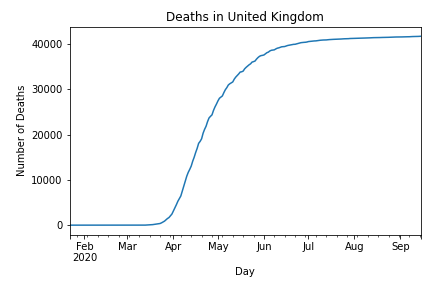 Deaths in United Kingdom
Number of Deaths
40000
30000
20000
10000
0
Feb Mar Apr May Jun Jul Aug Sep
2020
Day